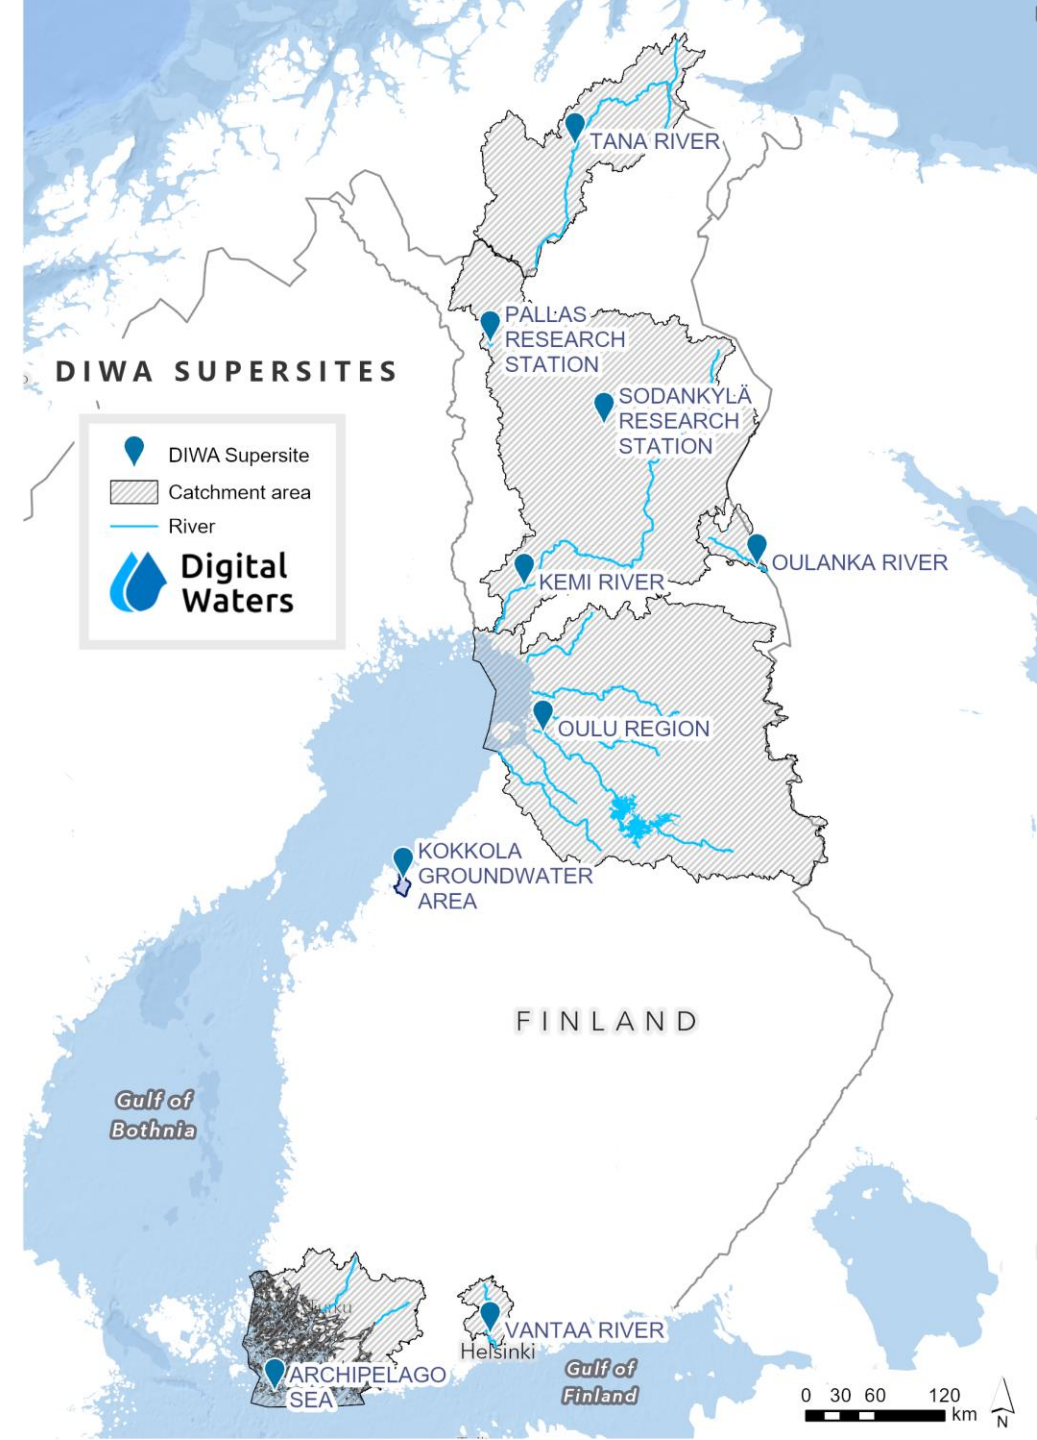 TANA RIVER
PALLAS
RESEARCH
STATION
DIWA SUPERSITES
SODANKYLÄ
RESEARCH
STATION
DIWA Supersite
Catchment area
River
Digital
Waters
OULANKA RIVER
KEMI RIVER
OULU REGION
KOKKOLA
GROUNDWATER
AREA
FINLAND
Gulf of
Bothnia
Turku
VANTAA RIVER
Helsinki
Gulf of
Finland
ARCHIPELAGO
SEA
0 30 60 120
km
N